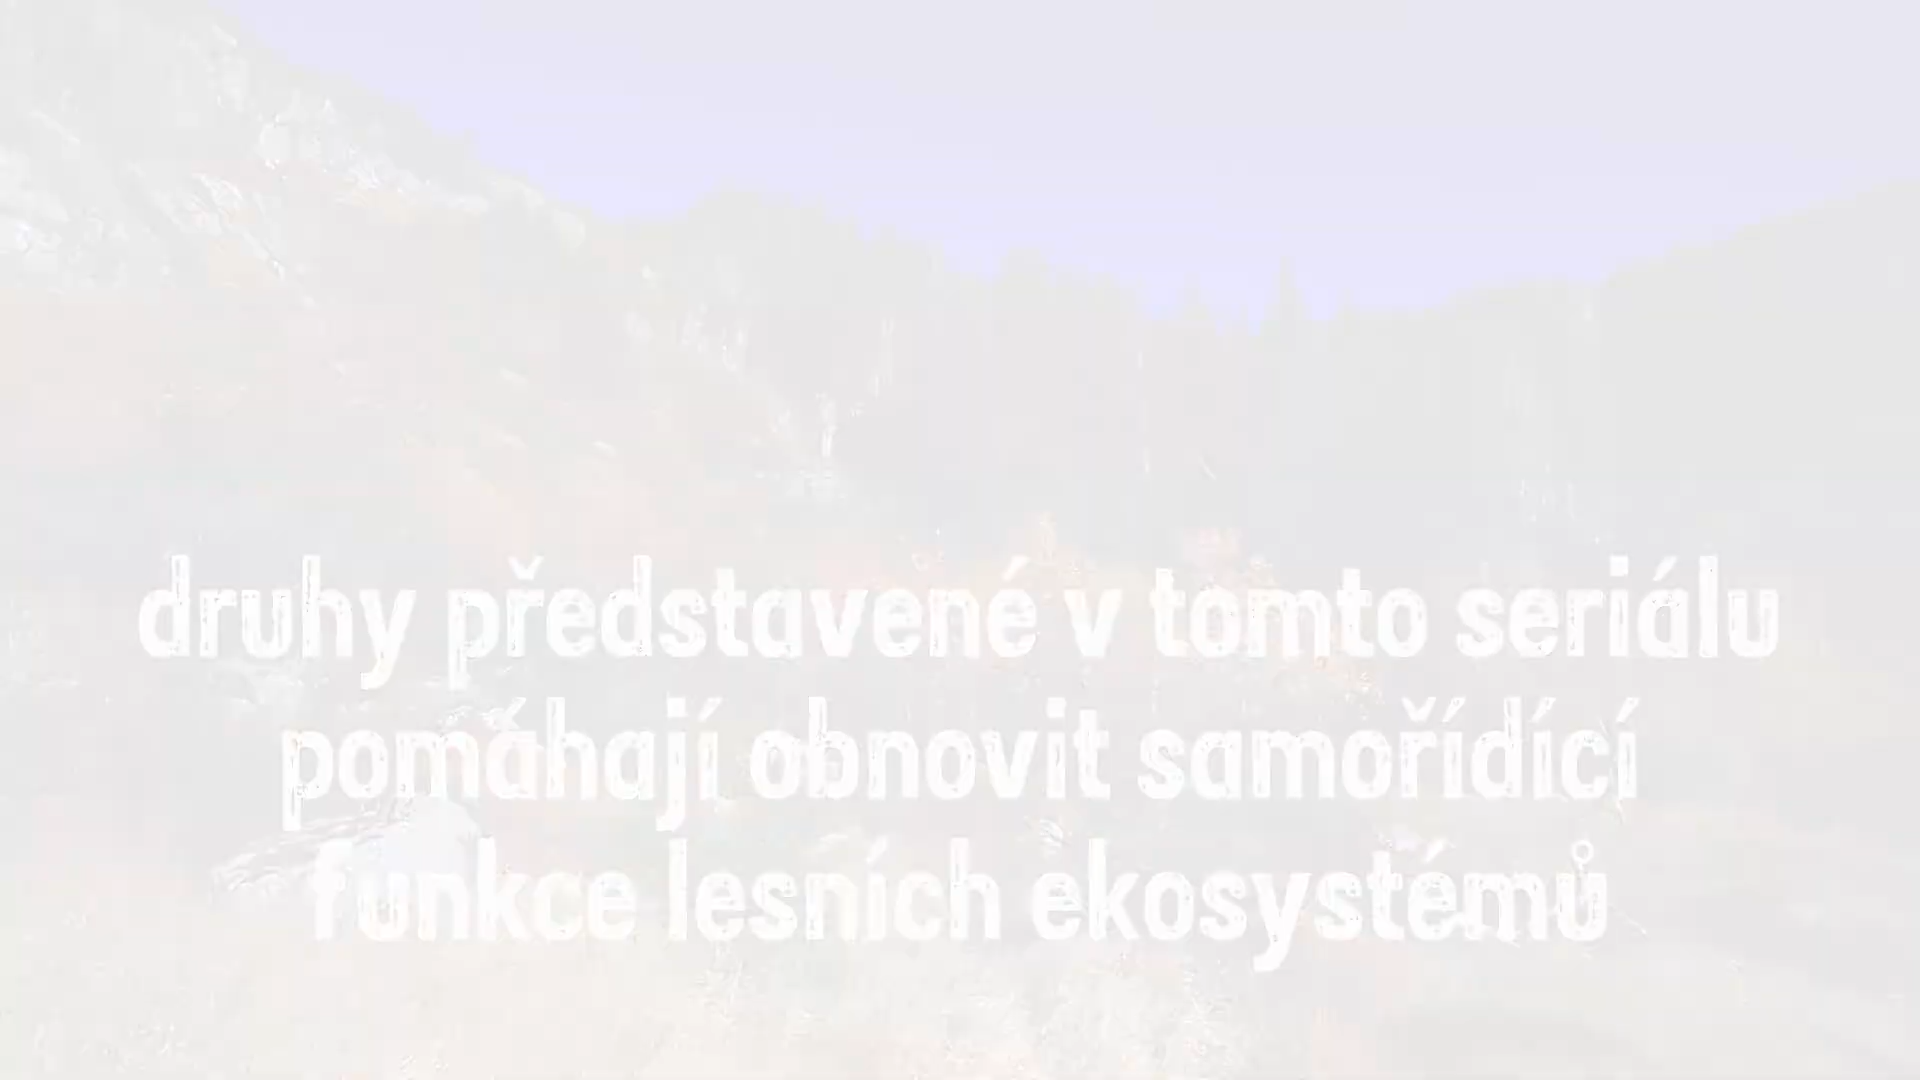 druhy představené v tomto seriálu
pomáhají obnovit samořídící
funkce lesních ekosystémů